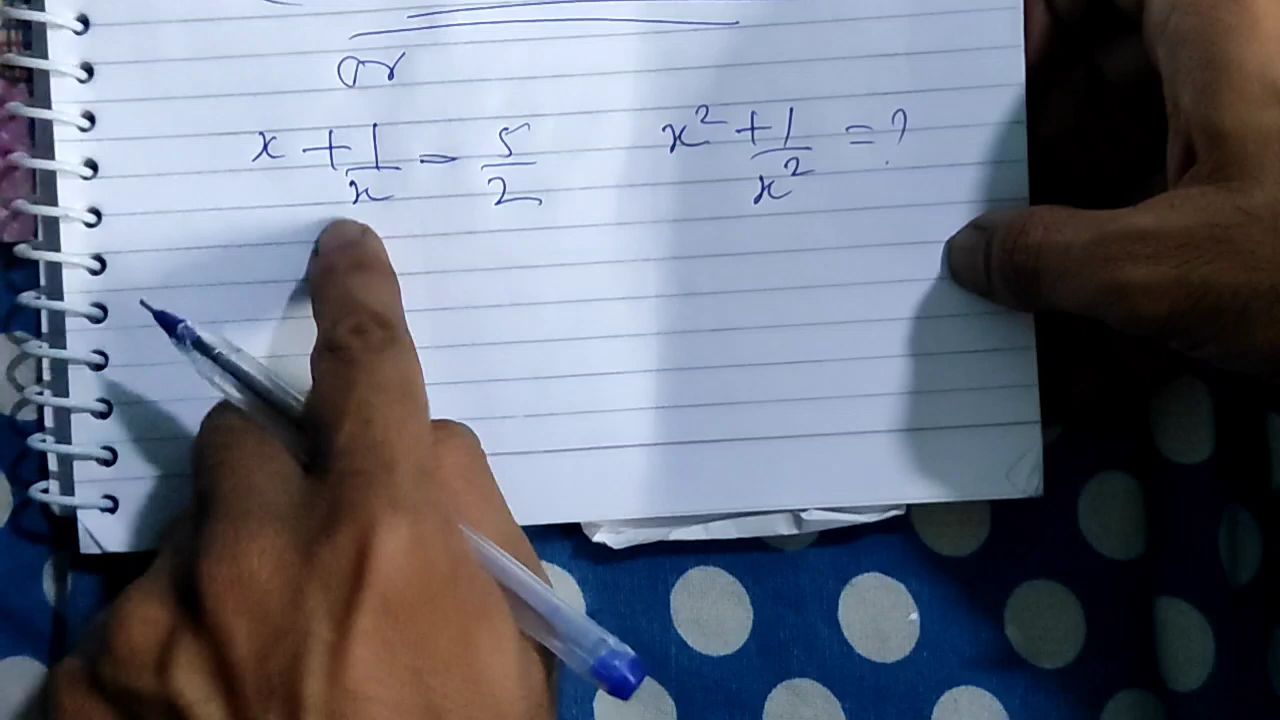 or
x + 1/x = 5/2    x² + 1/x² = ?